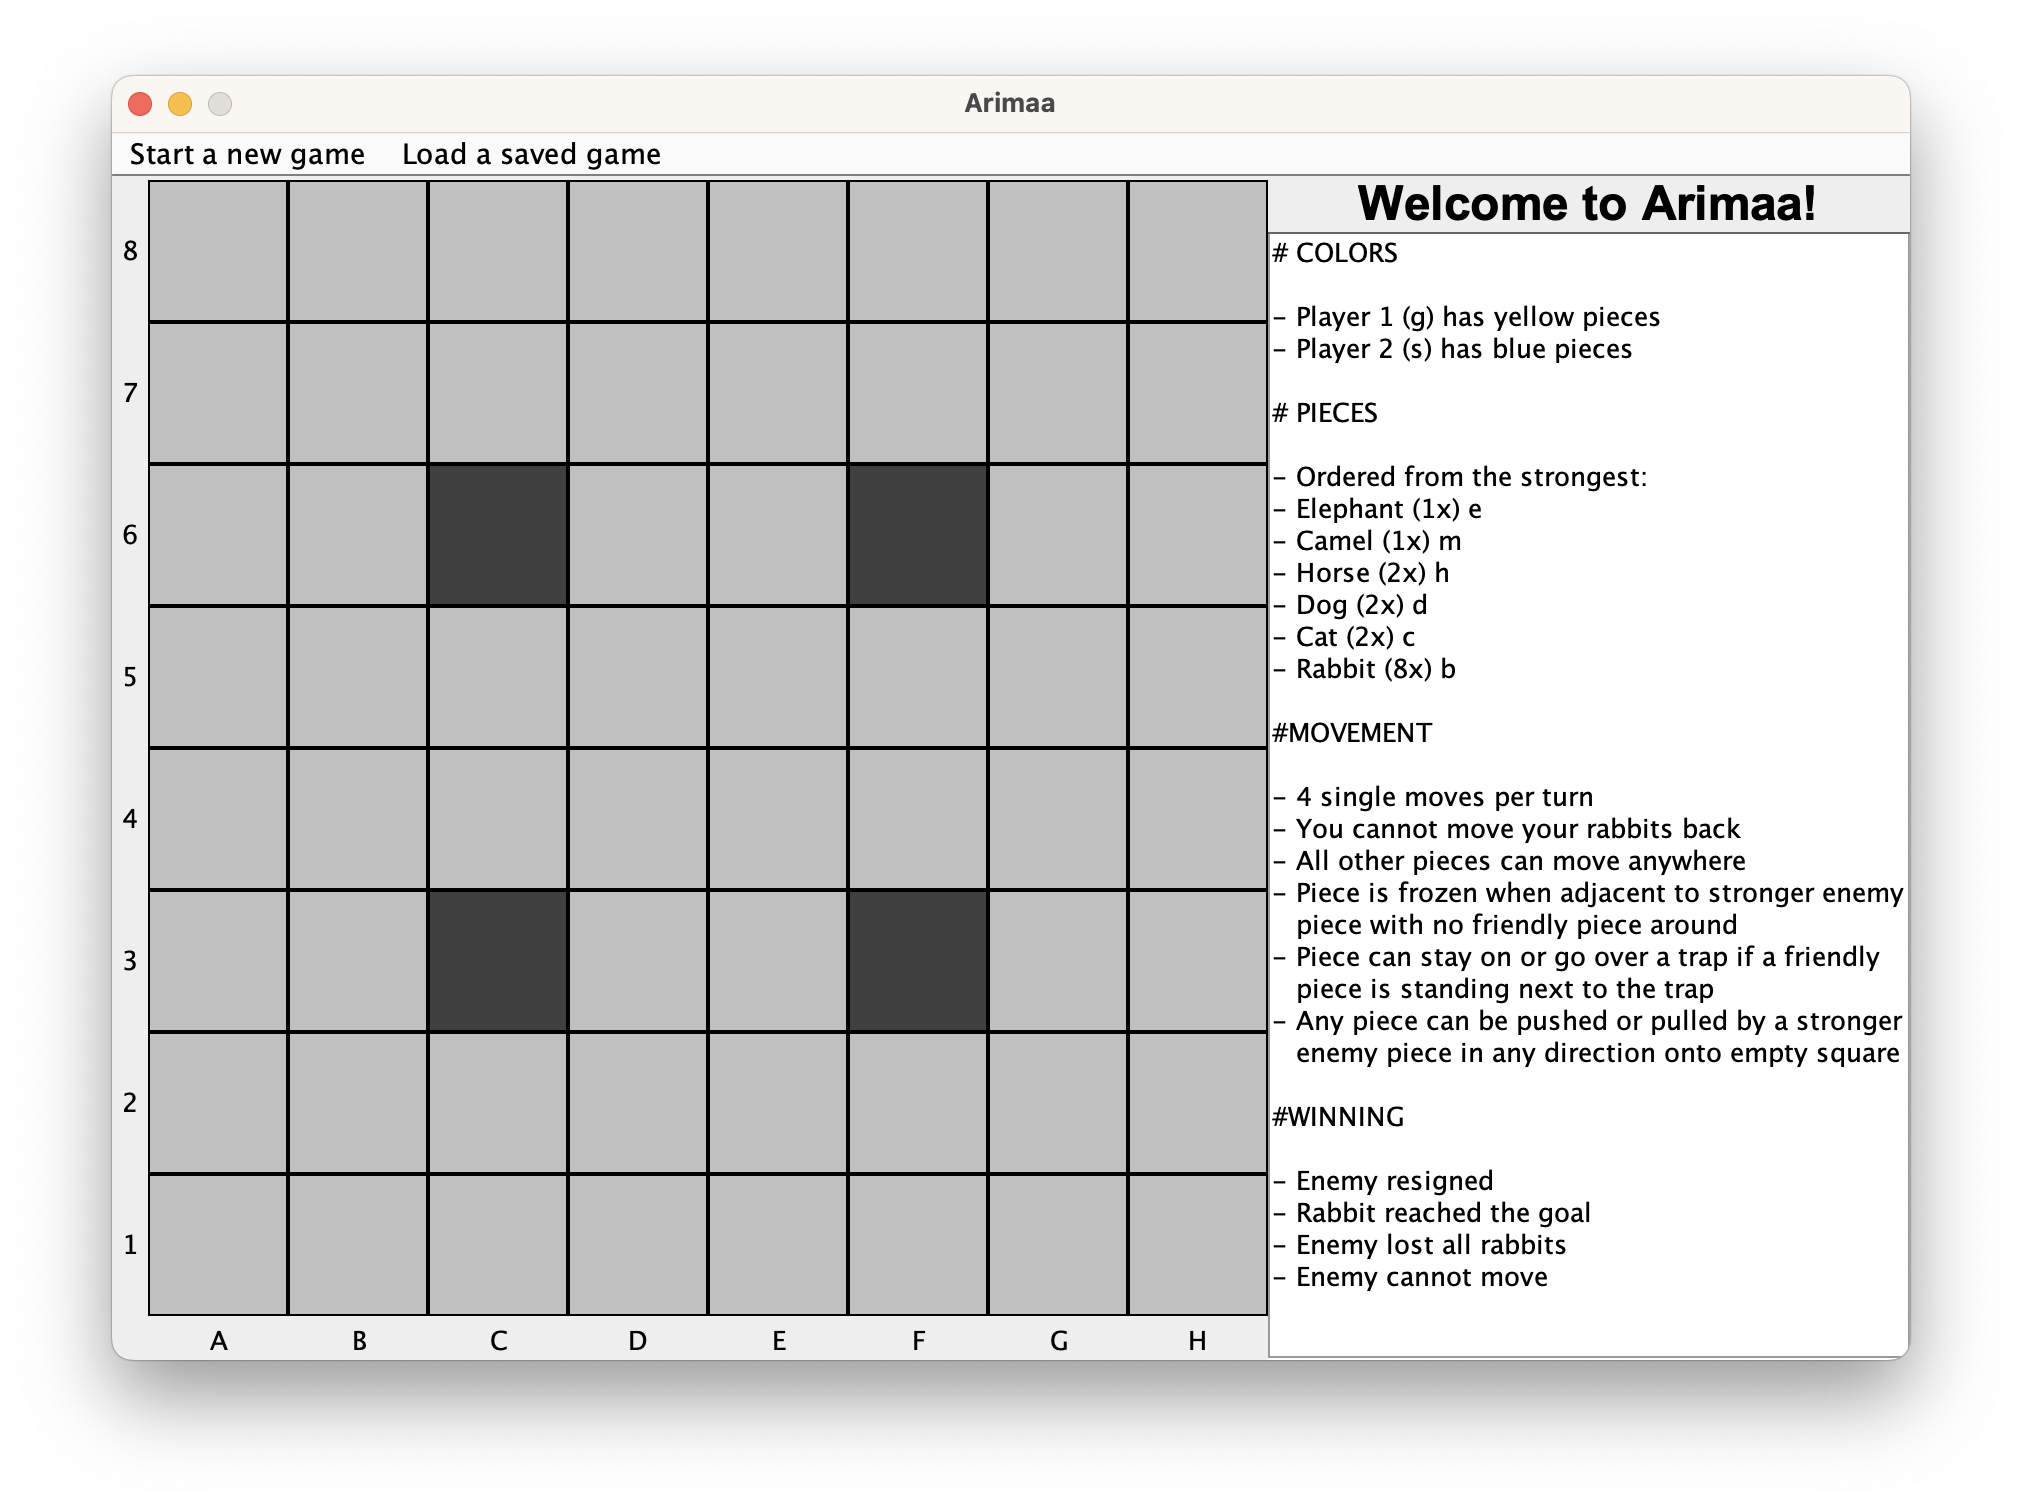 Arimaa
Start a new game Load a saved game
Welcome to Arimaa!
8
7
6
5
4
3
2
1
A B C D E F G H
# COLORS
- Player 1 (g) has yellow pieces
- Player 2 (s) has blue pieces
# PIECES
- Ordered from the strongest:
- Elephant (1x) e
- Camel (1x) m
- Horse (2x) h
- Dog (2x) d
- Cat (2x) c
- Rabbit (8x) b
#MOVEMENT
- 4 single moves per turn
- You cannot move your rabbits back
- All other pieces can move anywhere
- Piece is frozen when adjacent to stronger enemy
piece with no friendly piece around
- Piece can stay on or go over a trap if a friendly
piece is standing next to the trap
- Any piece can be pushed or pulled by a stronger
enemy piece in any direction onto empty square
#WINNING
- Enemy resigned
- Rabbit reached the goal
- Enemy lost all rabbits
- Enemy cannot move